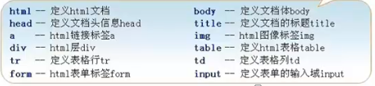 html -- 定义html文档 body -- 定义文档体body
head -- 定义文档头信息head title -- 定义文档的标题title
a -- html链接标签a img -- html图像标签img
div -- html层div table -- 定义html表格table
tr -- 定义表格行tr td -- 定义表格列td
form -- html表单标签form input -- 定义表单的输入域input